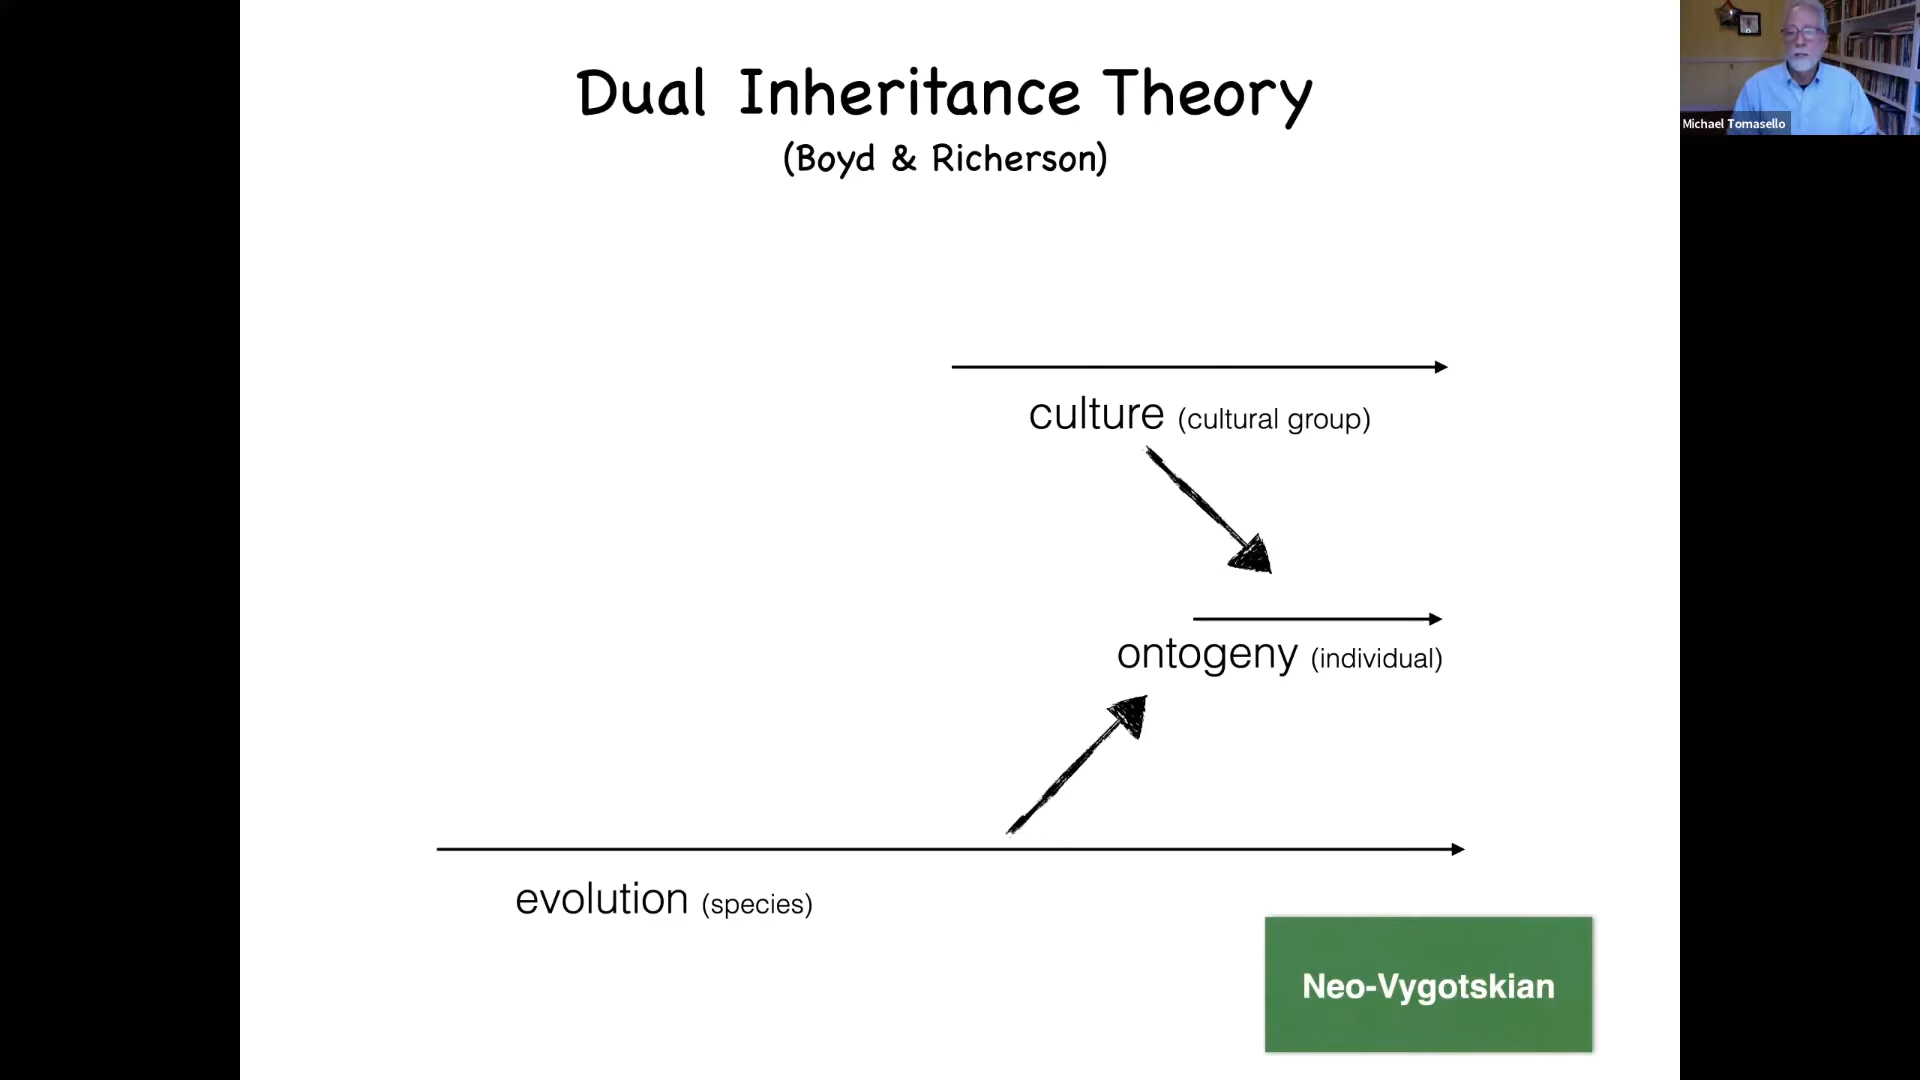 Dual Inheritance Theory
(Boyd & Richerson)
Michael Tomasello
culture (cultural group)
ontogeny (individual)
evolution (species)
Neo-Vygotskian